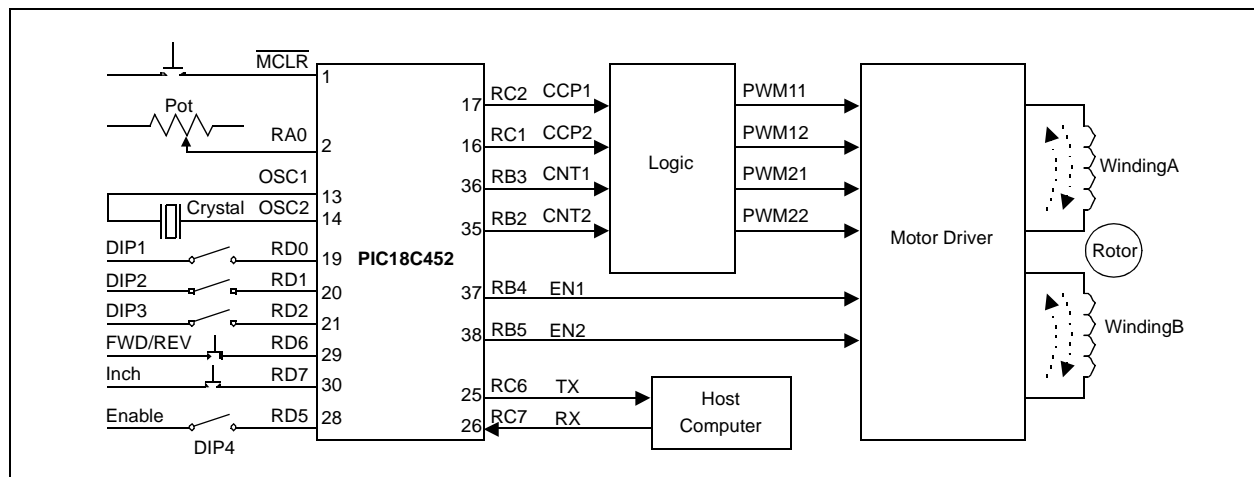 MCLR
1
Pot
RA0
2
OSC1
13
Crystal OSC2
14
DIP1 RD0
19
DIP2 RD1
20
DIP3 RD2
21
FWD/REV RD6
29
Inch RD7
30
Enable RD5
28
DIP4
PIC18C452
17 RC2 CCP1
16 RC1 CCP2
36 RB3 CNT1
35 RB2 CNT2
37 RB4 EN1
38 RB5 EN2
25 RC6 TX
26 RC7 RX
Logic
PWM11
PWM12
PWM21
PWM22
Host
Computer
Motor Driver
WindingA
Rotor
WindingB